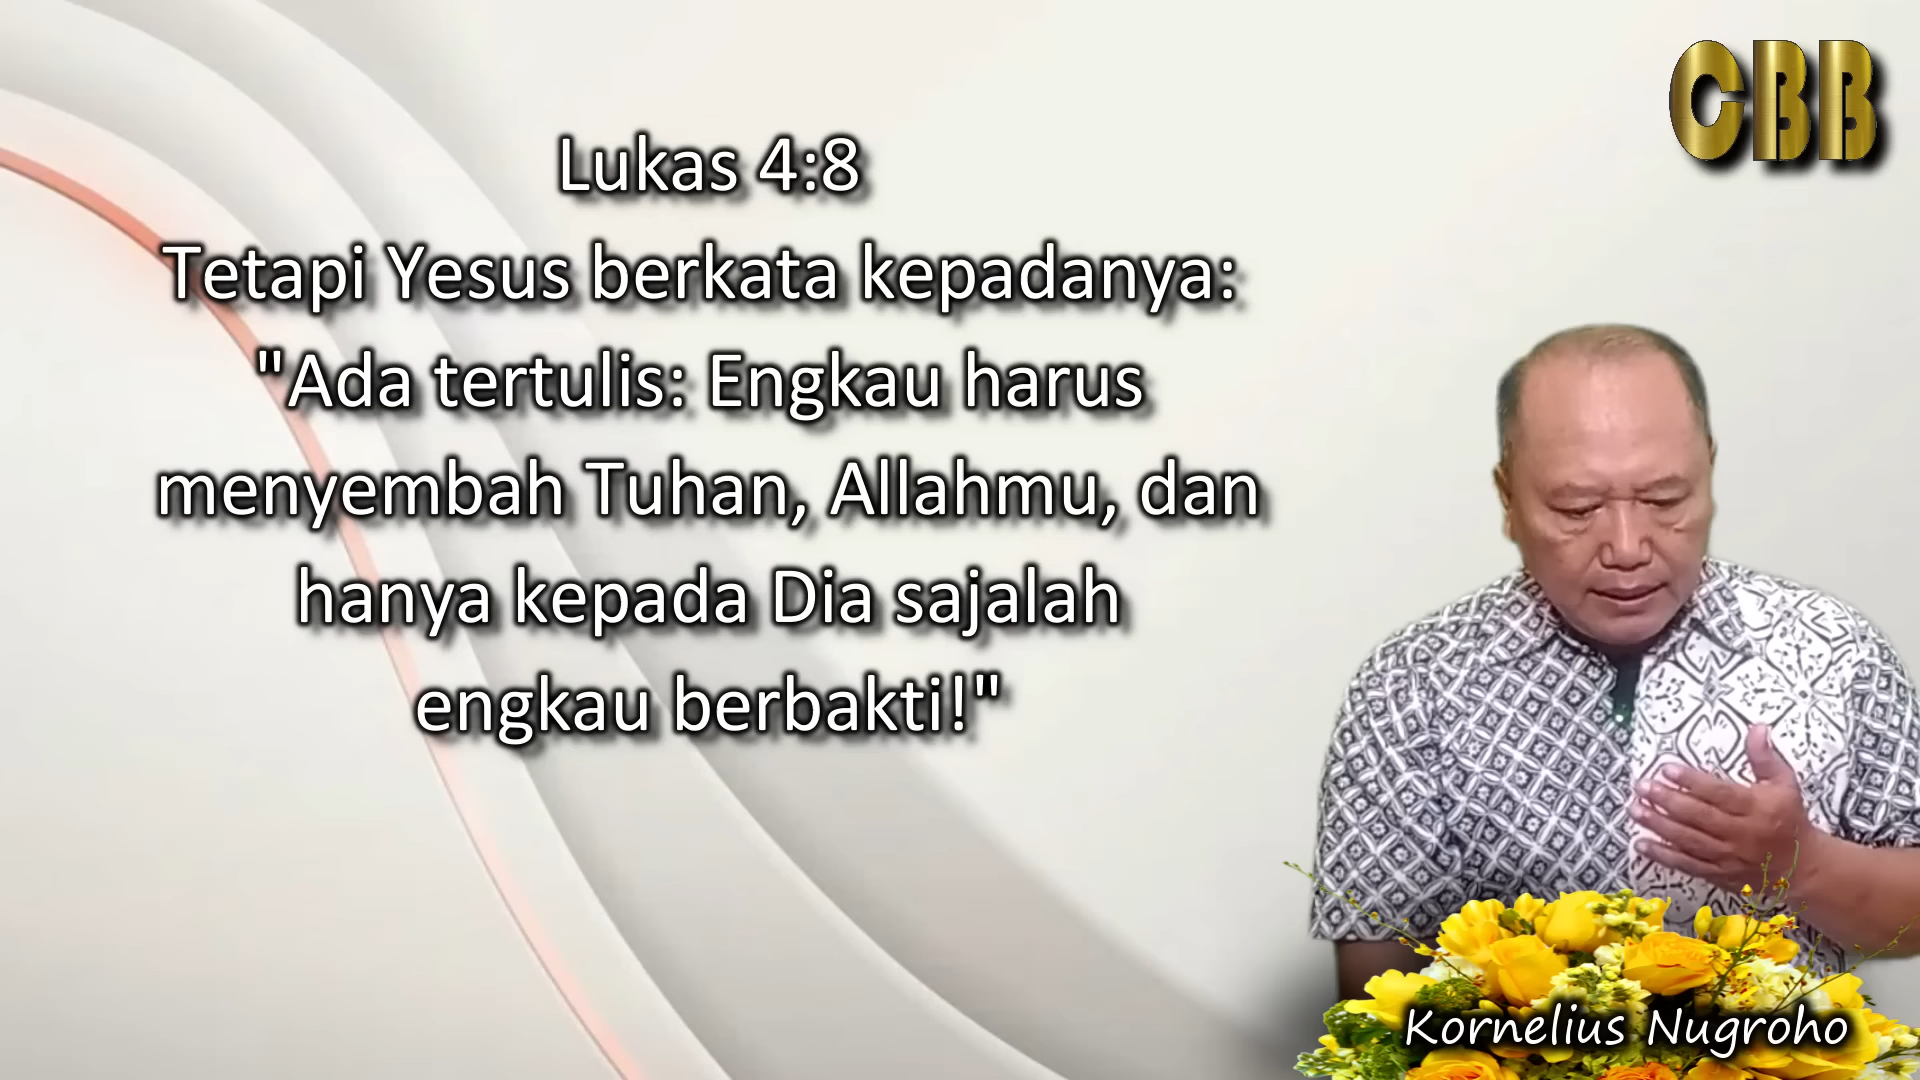 CBB
Lukas 4:8
Tetapi Yesus berkata kepadanya:
"Ada tertulis: Engkau harus
menyembah Tuhan, Allahmu, dan
hanya kepada Dia sajalah
engkau berbakti!"
Kornelius Nugroho